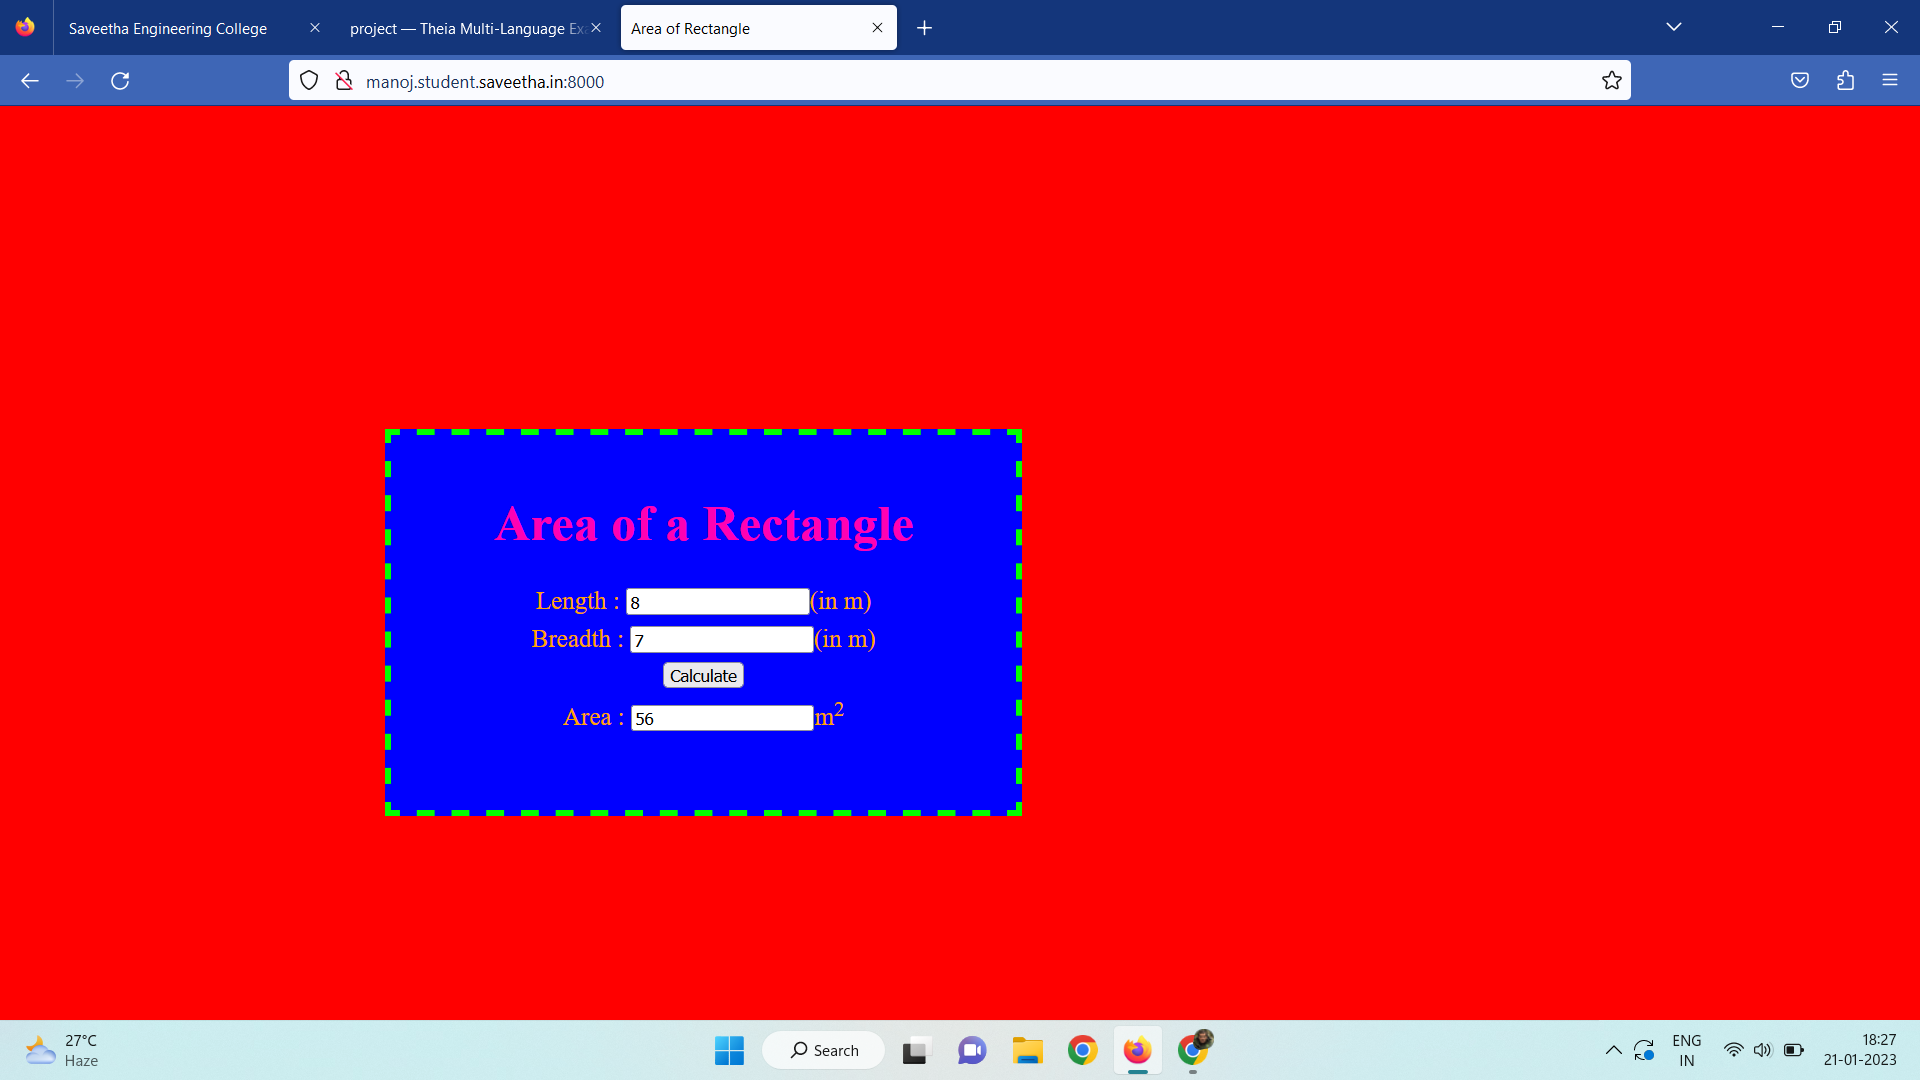 Saveetha Engineering College
project — Theia Multi-Language Ex
Area of Rectangle
manoj.student.saveetha.in:8000
Area of a Rectangle
Length : 8 (in m)
Breadth : 7 (in m)
Calculate
Area : 56 m²
27°C
Haze
Search
ENG
IN
18:27
21-01-2023